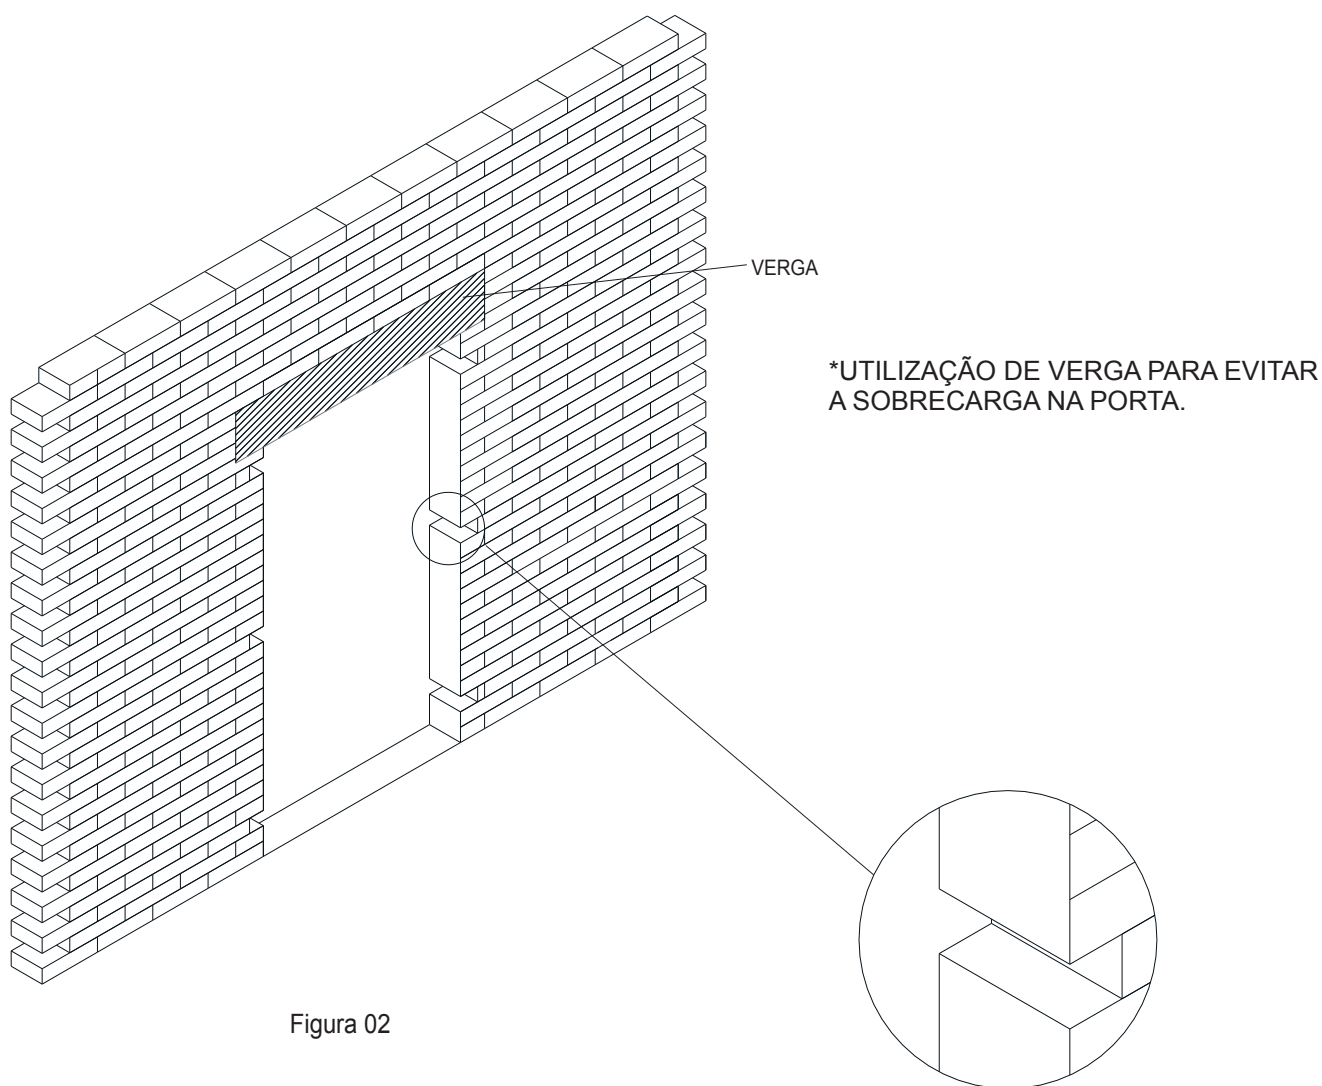 VERGA
*UTILIZAÇÃO DE VERGA PARA EVITAR
A SOBRECARGA NA PORTA.
Figura 02